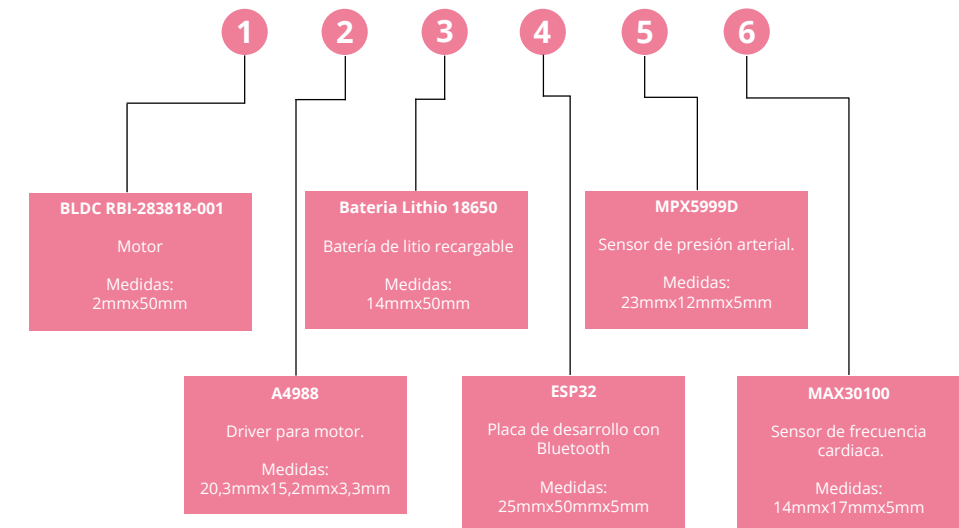 1
2
3
4
5
6
BLDC RBI-283818-001
Motor
Medidas:
2mmx50mm
Bateria Lithio 18650
Batería de litio recargable
Medidas:
14mmx50mm
MPX5999D
Sensor de presión arterial.
Medidas:
23mmx12mmx5mm
A4988
Driver para motor.
Medidas:
20,3mmx15,2mmx3,3mm
ESP32
Placa de desarrollo con
Bluetooth
Medidas:
25mmx50mmx5mm
MAX30100
Sensor de frecuencia
cardiaca.
Medidas:
14mmx17mmx5mm